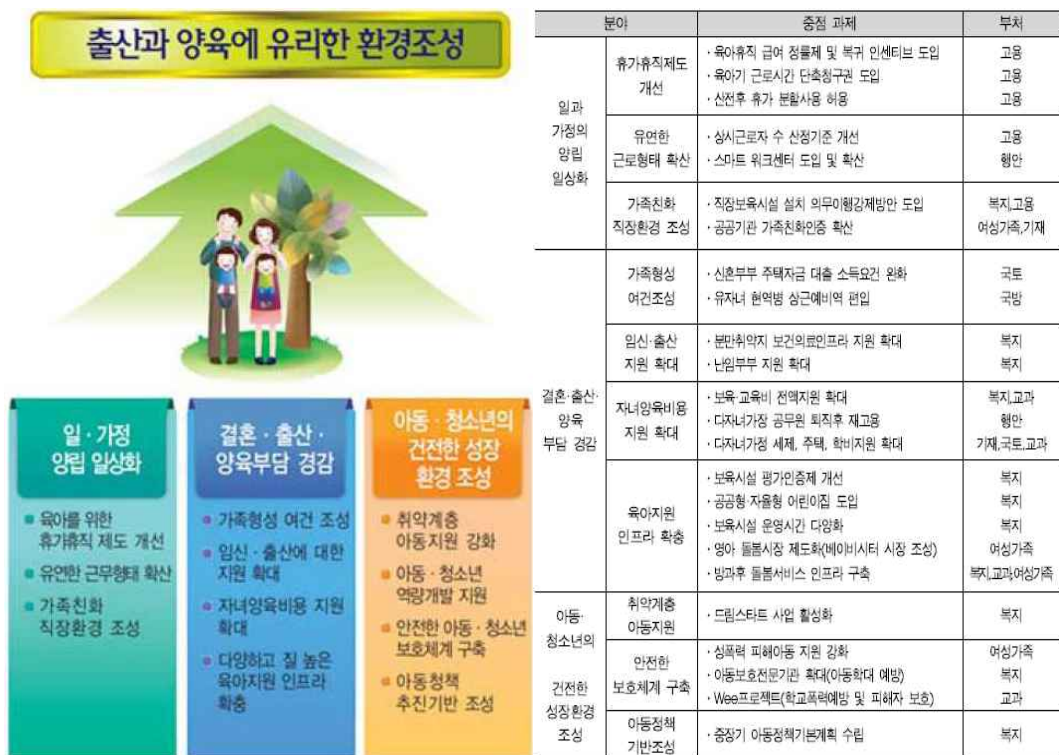 출산과 양육에 유리한 환경조성
일·가정
양립 일상화
육아를 위한
휴가휴직 제도 개선
유연한 근무형태 확산
가족친화
직장환경 조성
결혼·출산·
양육부담 경감
가족형성 여건 조성
임신·출산에 대한
지원 확대
자녀양육비용 지원
확대
다양하고 질 높은
육아지원 인프라
확충
아동·청소년의
건전한 성장
환경 조성
취약계층
아동지원 강화
아동·청소년
역량개발 지원
안전한 아동·청소년
보호체계 구축
아동정책
추진기반 조성
분야 중점 과제 부처
일과
가정의
양립
일상화
휴가휴직제도
개선
· 육아휴직 급여 정률제 및 복귀 인센티브 도입 고용
· 육아기 근로시간 단축청구권 도입 고용
· 산전후 휴가 분할사용 허용 고용
유연한
근로형태 확산
· 상시근로자 수 산정기준 개선 고용
· 스마트 워크센터 도입 및 확산 행안
가족친화
직장환경 조성
· 직장보육시설 설치 의무이행강제방안 도입 복지,고용
· 공공기관 가족친화인증 확산 여성가족,기재
결혼·출산·
양육
부담 경감
가족형성
여건조성
· 신혼부부 주택자금 대출 소득요건 완화 국토
· 유자녀 현역병 상근예비역 편입 국방
임신·출산
지원 확대
· 분만취약지 보건의료인프라 지원 확대 복지
· 난임부부 지원 확대 복지
자녀양육비용
지원 확대
· 보육·교육비 전액지원 확대 복지,교과
· 다자녀가장 공무원 퇴직후 재고용 행안
· 다자녀가정 세제, 주택, 학비지원 확대 기재,국토,교과
육아지원
인프라 확충
· 보육시설 평가인증제 개선 복지
· 공공형·자율형 어린이집 도입 복지
· 보육시설 운영시간 다양화 복지
· 영아 돌봄시장 제도화(베이비시터 시장 조성) 여성가족
· 방과후 돌봄서비스 인프라 구축 복지,교과여성가족
아동·
청소년의
건전한
성장환경
조성
취약계층
아동지원
· 드림스타트 사업 활성화 복지
안전한
보호체계 구축
· 성폭력 피해아동 지원 강화 여성가족
· 아동보호전문기관 확대(아동학대 예방) 복지
· Wee프로젝트(학교폭력예방 및 피해자 보호) 교과
아동정책
기반조성
· 중장기 아동정책기본계획 수립 복지